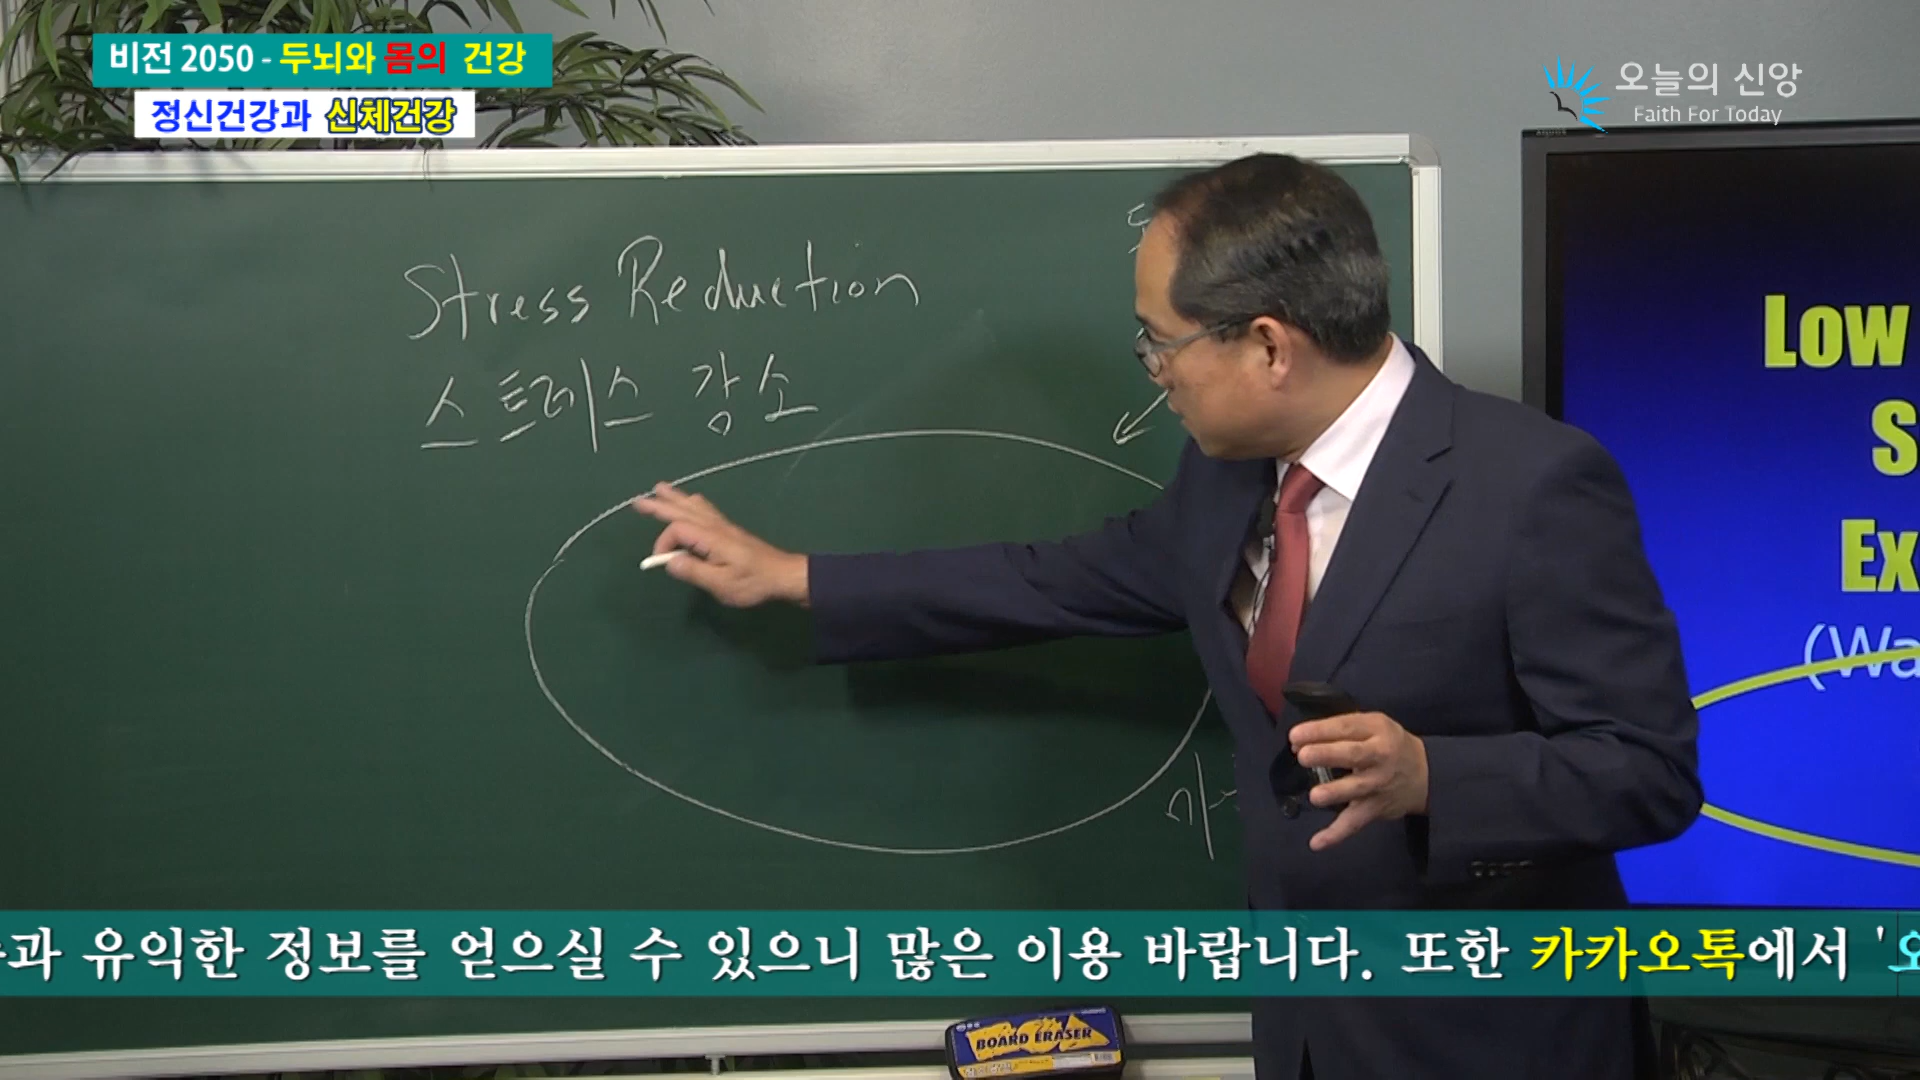 비전 2050 - 두뇌와 몸의 건강
정신건강과 신체건강
오늘의 신앙
Faith For Today
Stress Reduction
스트레스 감소
Low
S
Ex
(Wa
과 유익한 정보를 얻으실 수 있으니 많은 이용 바랍니다. 또한 카카오톡에서 '오
BOARD ERASER